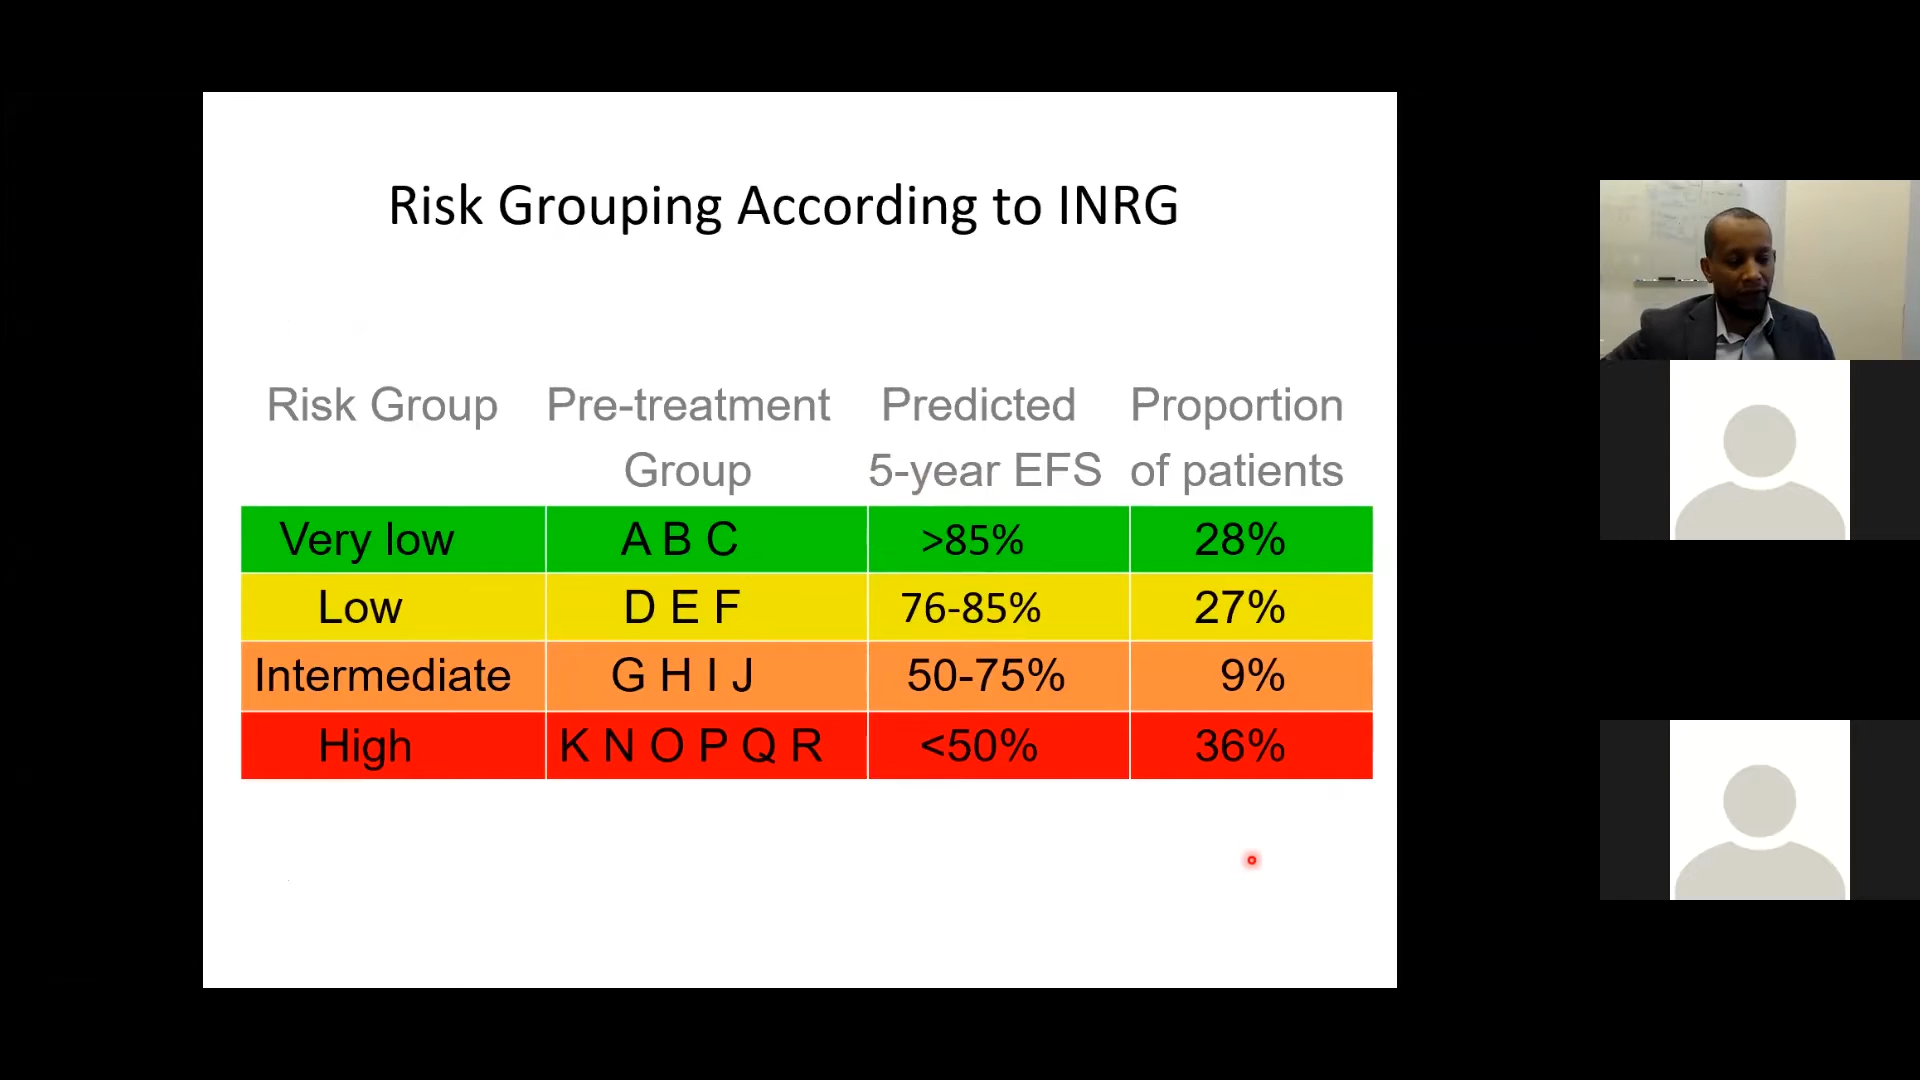 Risk Grouping According to INRG
Risk Group Pre-treatment Group Predicted 5-year EFS Proportion of patients
Very low A B C >85% 28%
Low D E F 76-85% 27%
Intermediate G H I J 50-75% 9%
High K N O P Q R <50% 36%